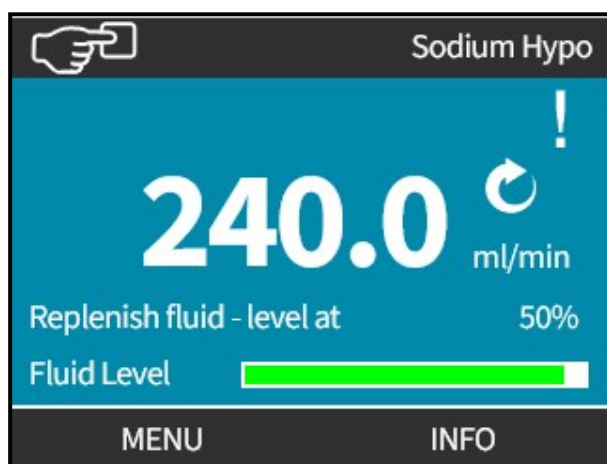 Sodium Hypo
!
240.0
ml/min
Replenish fluid - level at 50%
Fluid Level
MENU INFO